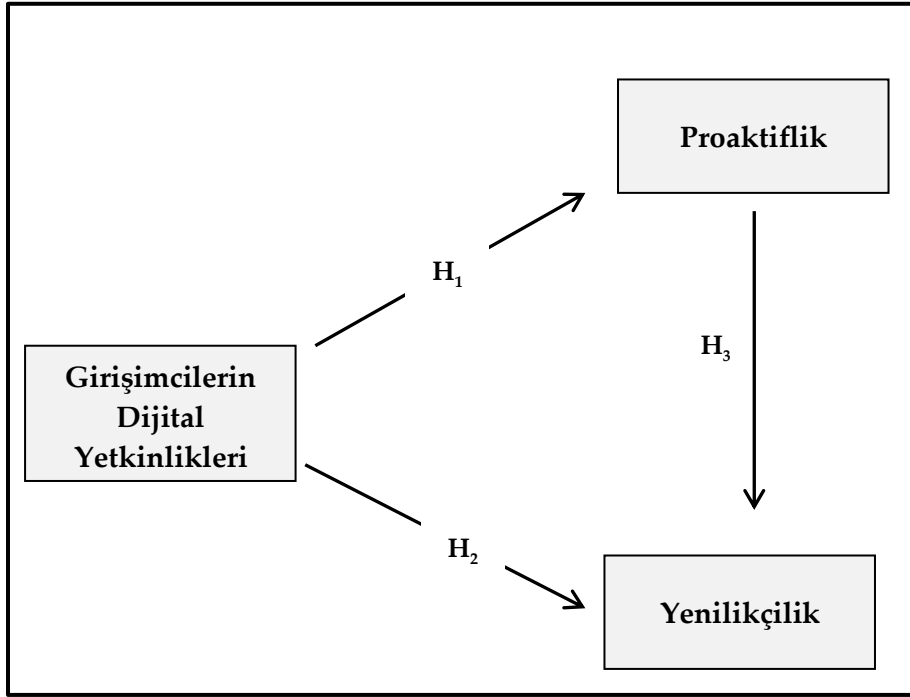 Proaktiflik
H₁
H₃
Girişimcilerin
Dijital
Yetkinlikleri
H₂
Yenilikçilik